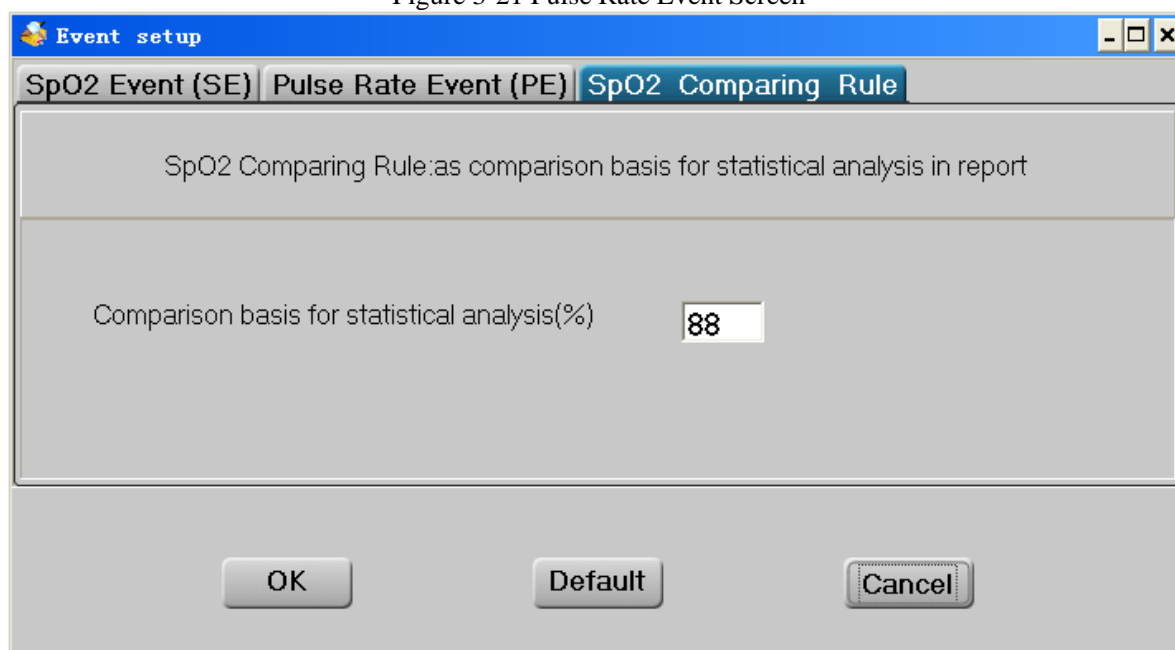 Figure 3-21 Pulse Rate Event Screen
Event setup
SpO2 Event (SE) Pulse Rate Event (PE) SpO2 Comparing Rule
SpO2 Comparing Rule:as comparison basis for statistical analysis in report
Comparison basis for statistical analysis(%) 88
OK Default Cancel